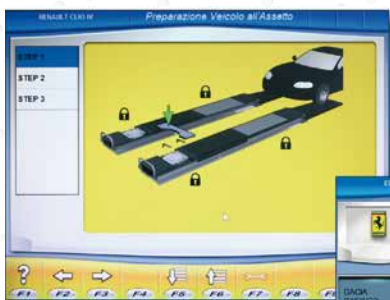 RENAULT CLIO IV
Preparazione Veicolo all'Assetto
STEP 1
STEP 2
STEP 3
?
F1 F2 F3 F4 F5 F6 F7 F8
DACIA